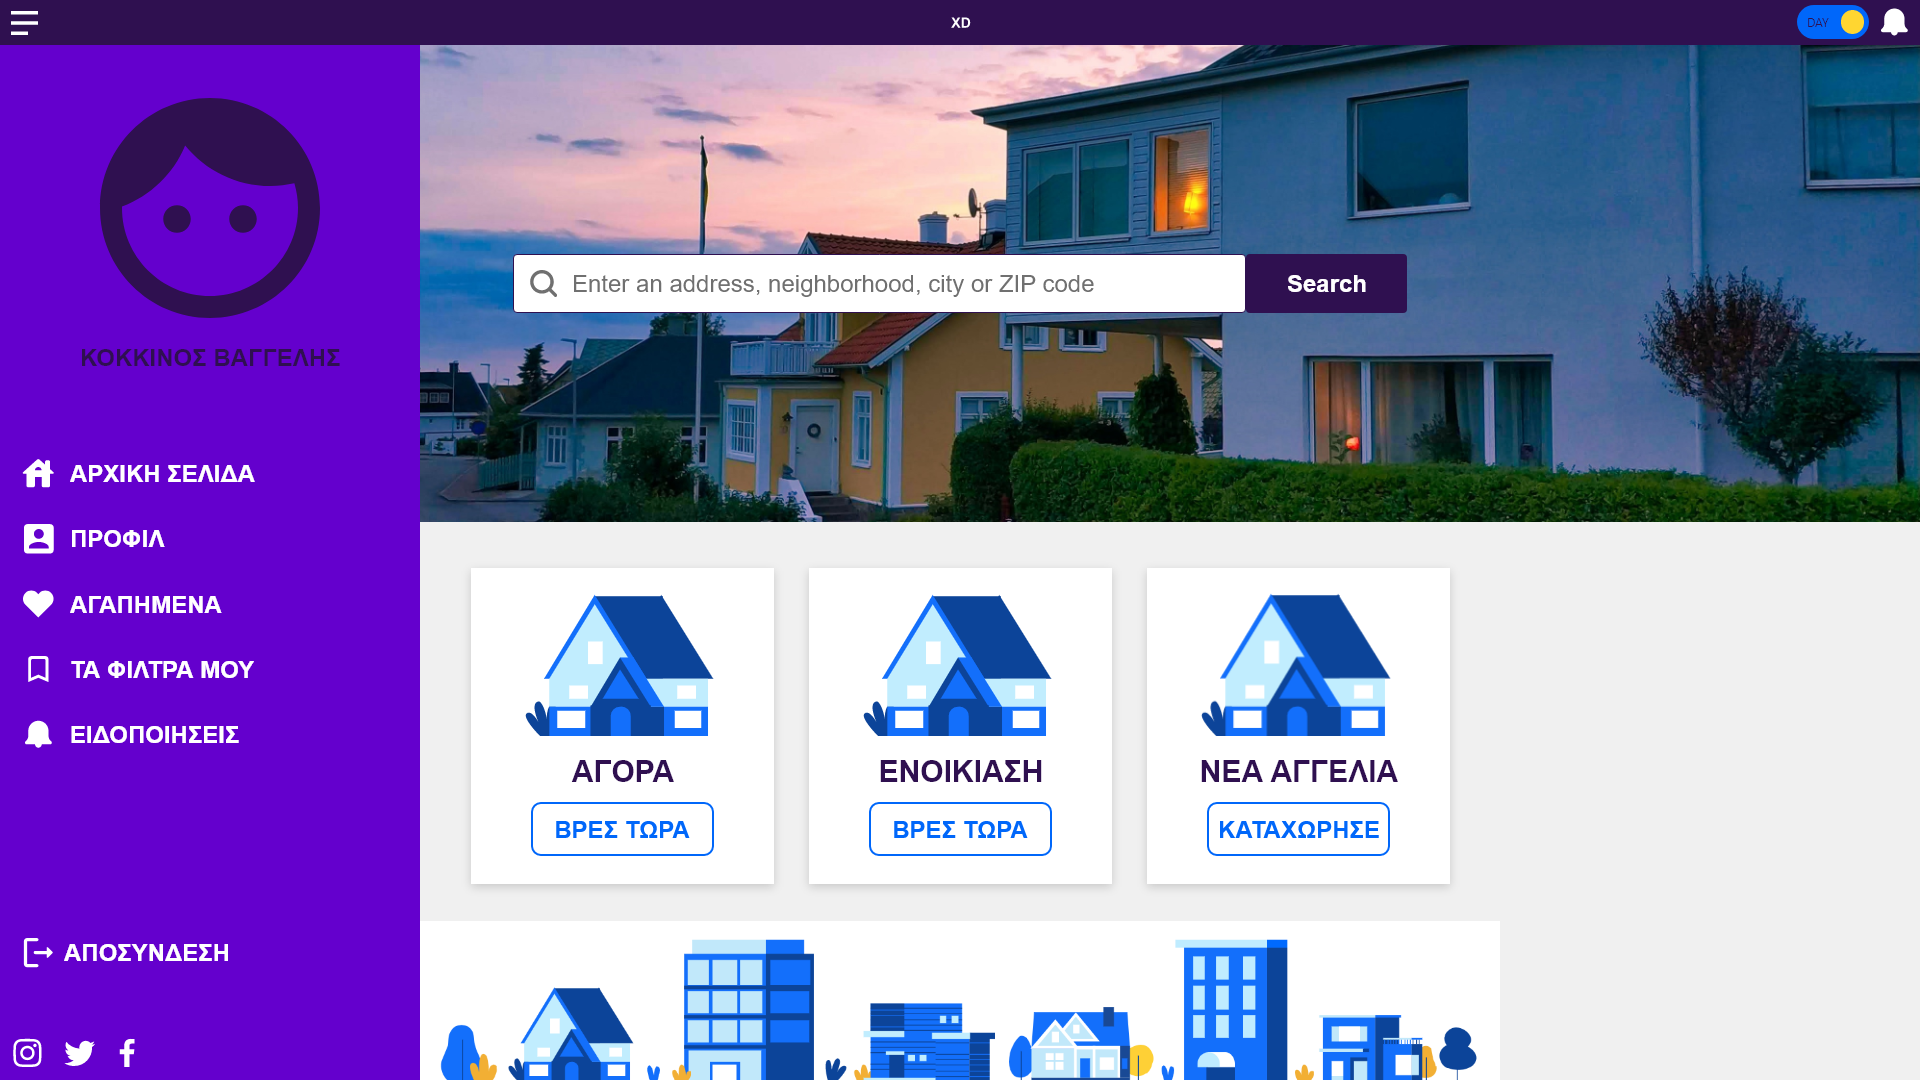 XD
DAY
ΚΟΚΚΙΝΟΣ ΒΑΓΓΕΛΗΣ
ΑΡΧΙΚΗ ΣΕΛΙΔΑ
ΠΡΟΦΙΛ
ΑΓΑΠΗΜΕΝΑ
ΤΑ ΦΙΛΤΡΑ ΜΟΥ
ΕΙΔΟΠΟΙΗΣΕΙΣ
ΑΠΟΣΥΝΔΕΣΗ
Enter an address, neighborhood, city or ZIP code
Search
ΑΓΟΡΑ
ΒΡΕΣ ΤΩΡΑ
ΕΝΟΙΚΙΑΣΗ
ΒΡΕΣ ΤΩΡΑ
ΝΕΑ ΑΓΓΕΛΙΑ
ΚΑΤΑΧΩΡΗΣΕ